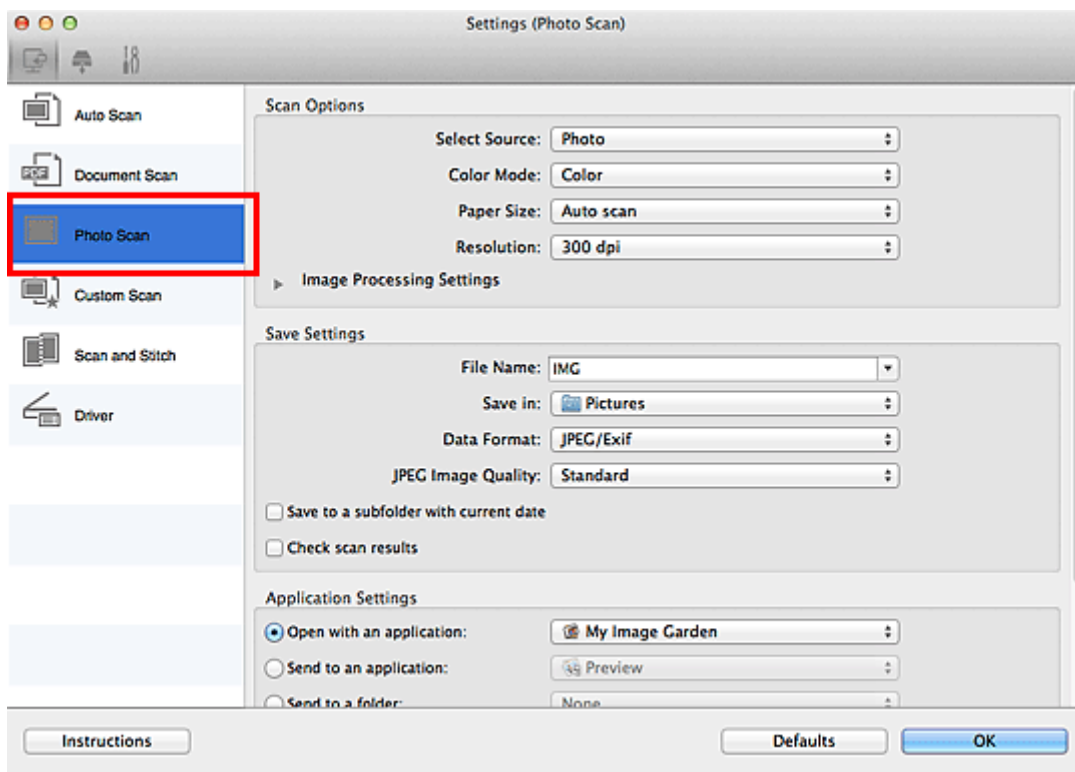 Settings (Photo Scan)
Auto Scan
PDF
Document Scan
Photo Scan
Custom Scan
Scan and Stitch
Driver
Scan Options
Select Source: Photo
Color Mode: Color
Paper Size: Auto scan
Resolution: 300 dpi
Image Processing Settings
Save Settings
File Name: IMG
Save in: Pictures
Data Format: JPEG/Exif
JPEG Image Quality: Standard
Save to a subfolder with current date
Check scan results
Application Settings
Open with an application: My Image Garden
Send to an application: Preview
Send to a folder: None
Instructions
Defaults
OK